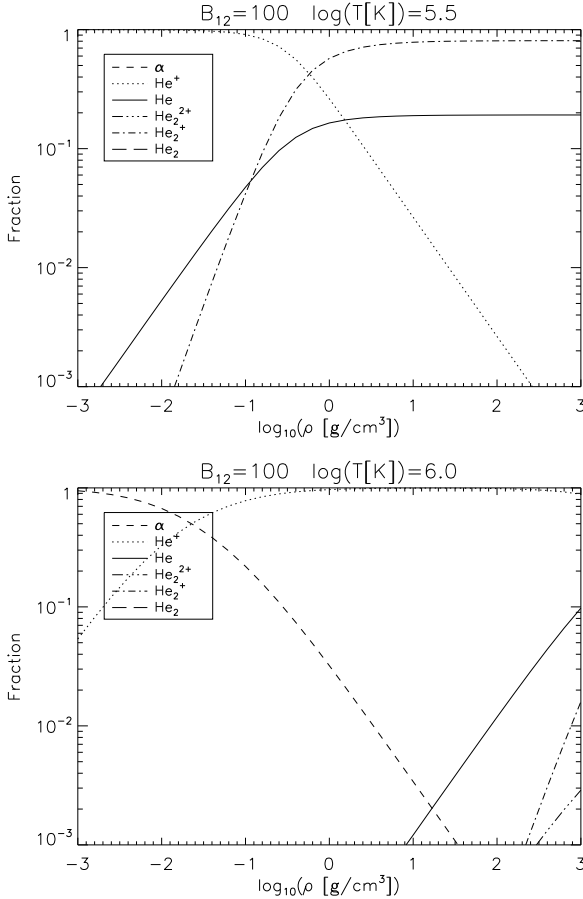 B₁₂=100 log(T[K])=5.5
1
10⁻¹
10⁻²
10⁻³
Fraction
α
He⁺
He
He₂²⁺
He₂⁺
He₂
−3 −2 −1 0 1 2 3
log₁₀(ρ [g/cm³])
B₁₂=100 log(T[K])=6.0
1
10⁻¹
10⁻²
10⁻³
Fraction
α
He⁺
He
He₂²⁺
He₂⁺
He₂
−3 −2 −1 0 1 2 3
log₁₀(ρ [g/cm³])